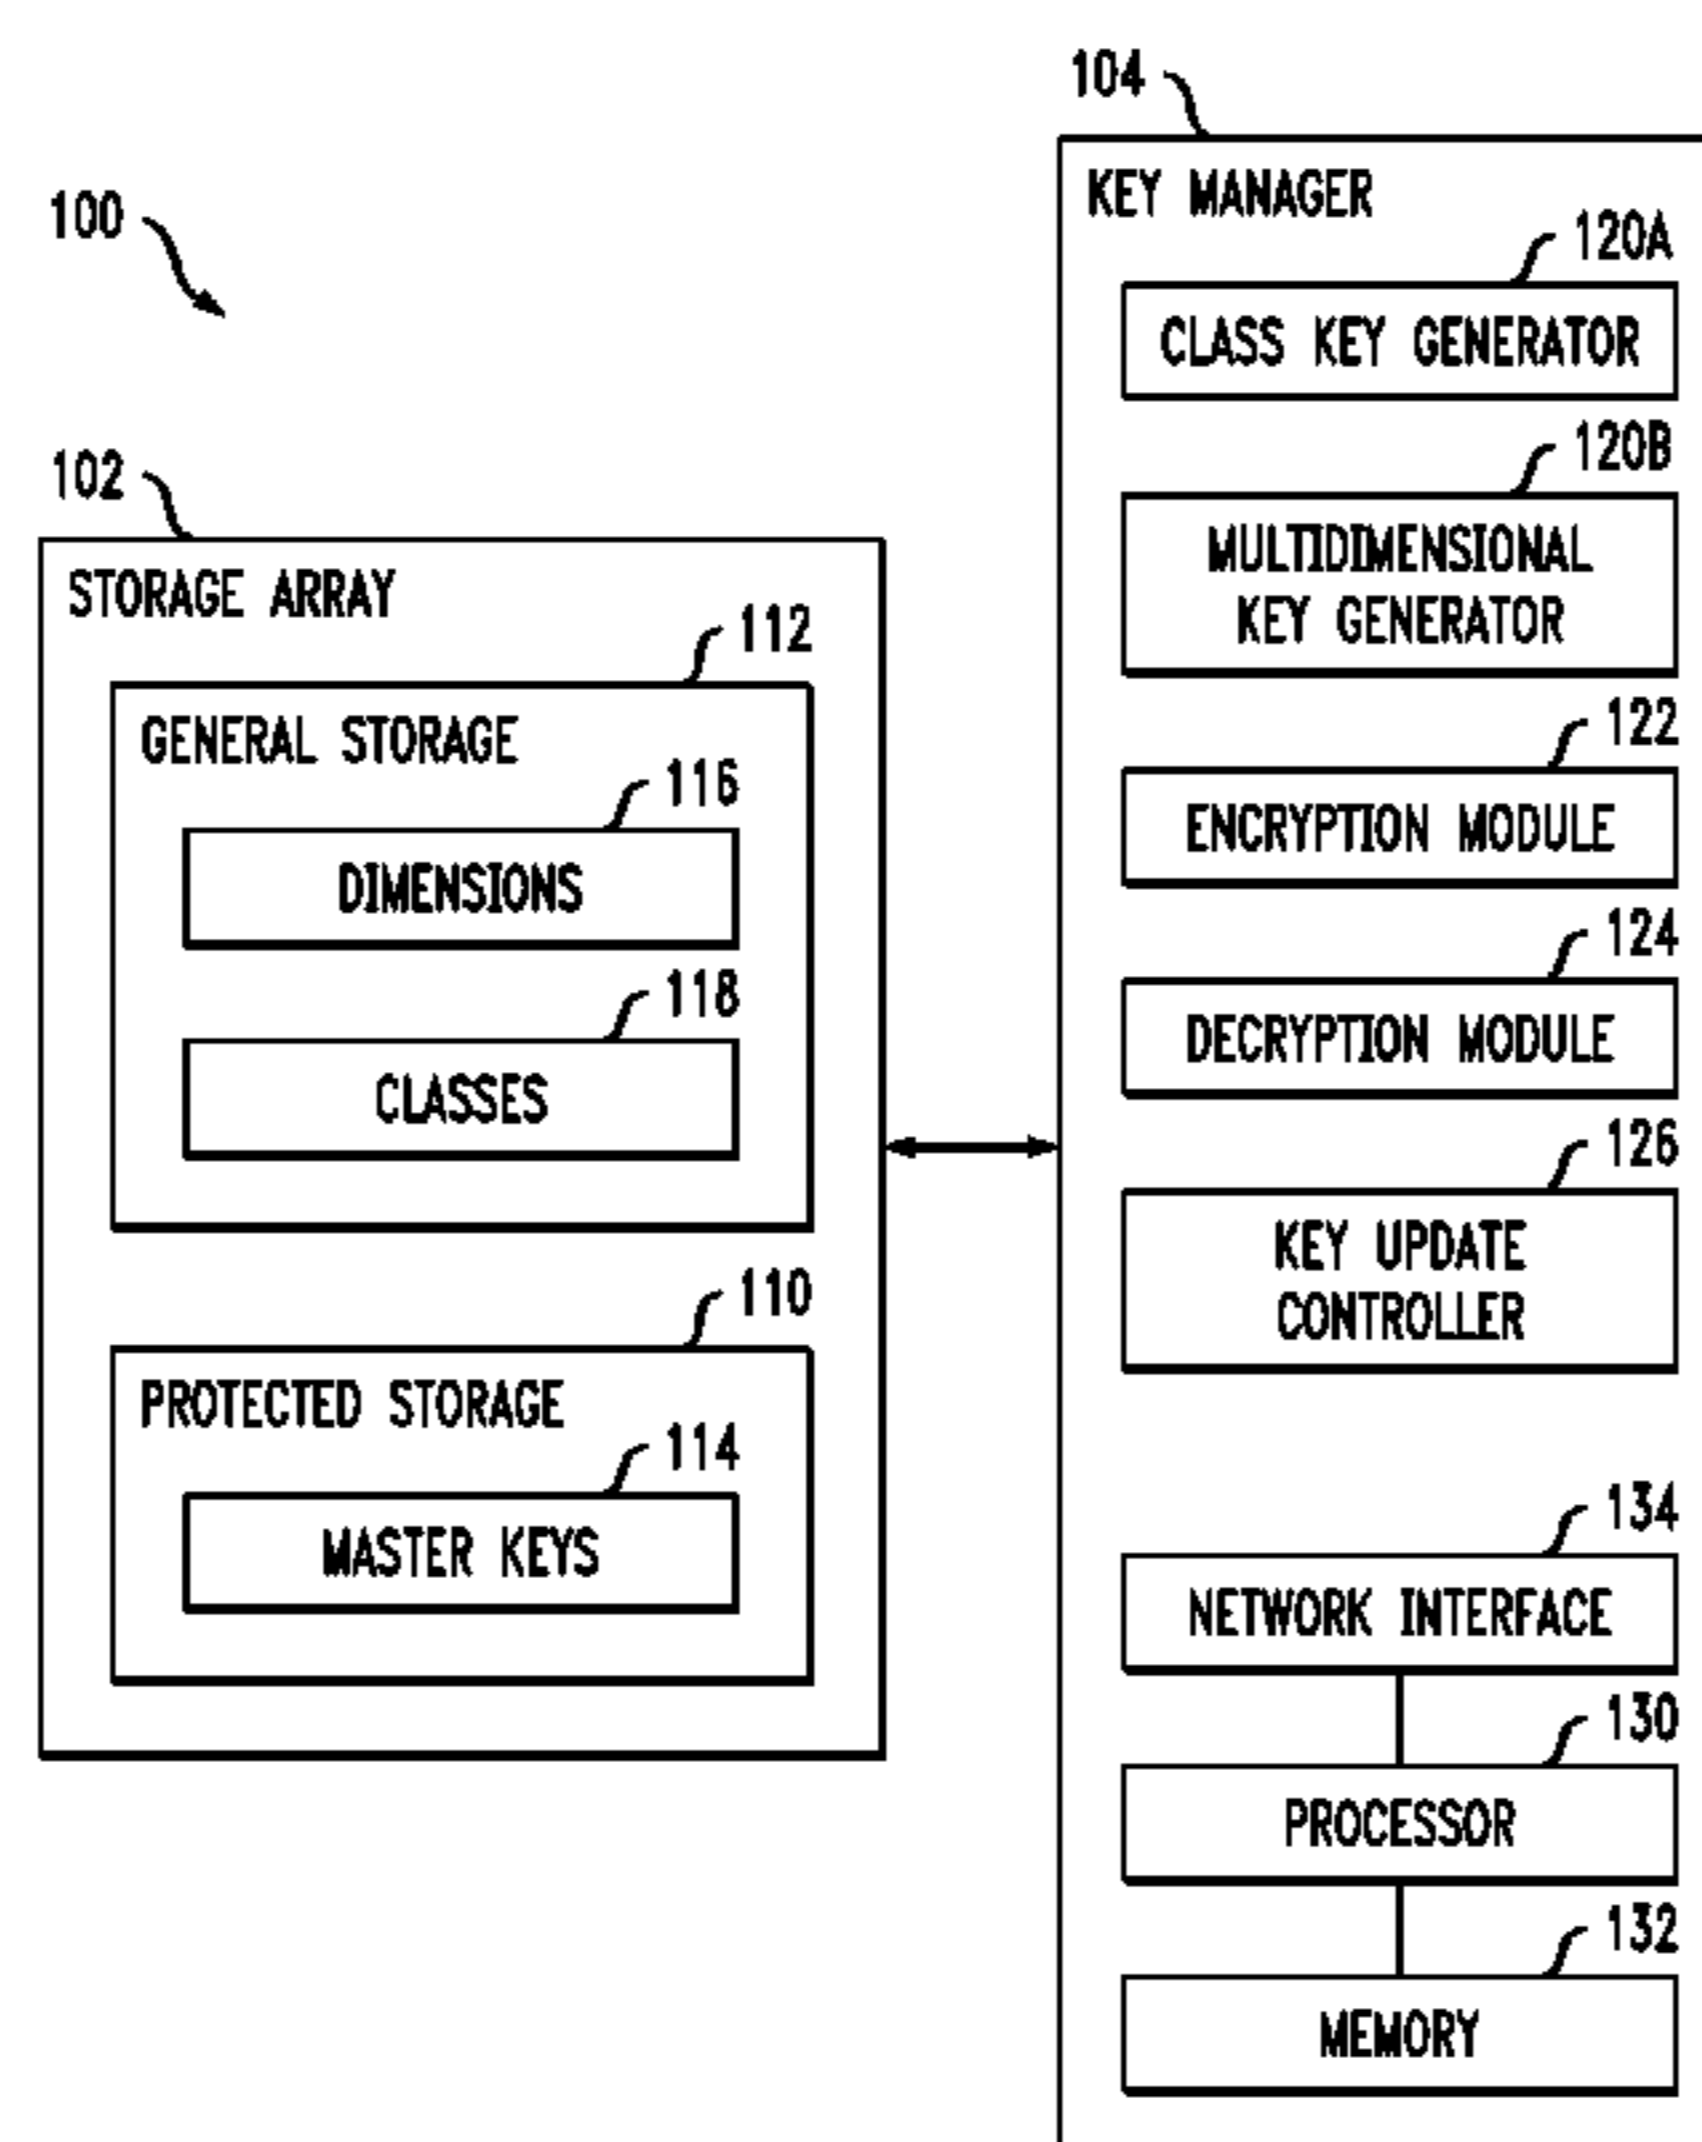 100
102
STORAGE ARRAY
112
GENERAL STORAGE
116
DIMENSIONS
118
CLASSES
110
PROTECTED STORAGE
114
MASTER KEYS
104
KEY MANAGER
120A
CLASS KEY GENERATOR
120B
MULTIDIMENSIONAL
KEY GENERATOR
122
ENCRYPTION MODULE
124
DECRYPTION MODULE
126
KEY UPDATE
CONTROLLER
134
NETWORK INTERFACE
130
PROCESSOR
132
MEMORY